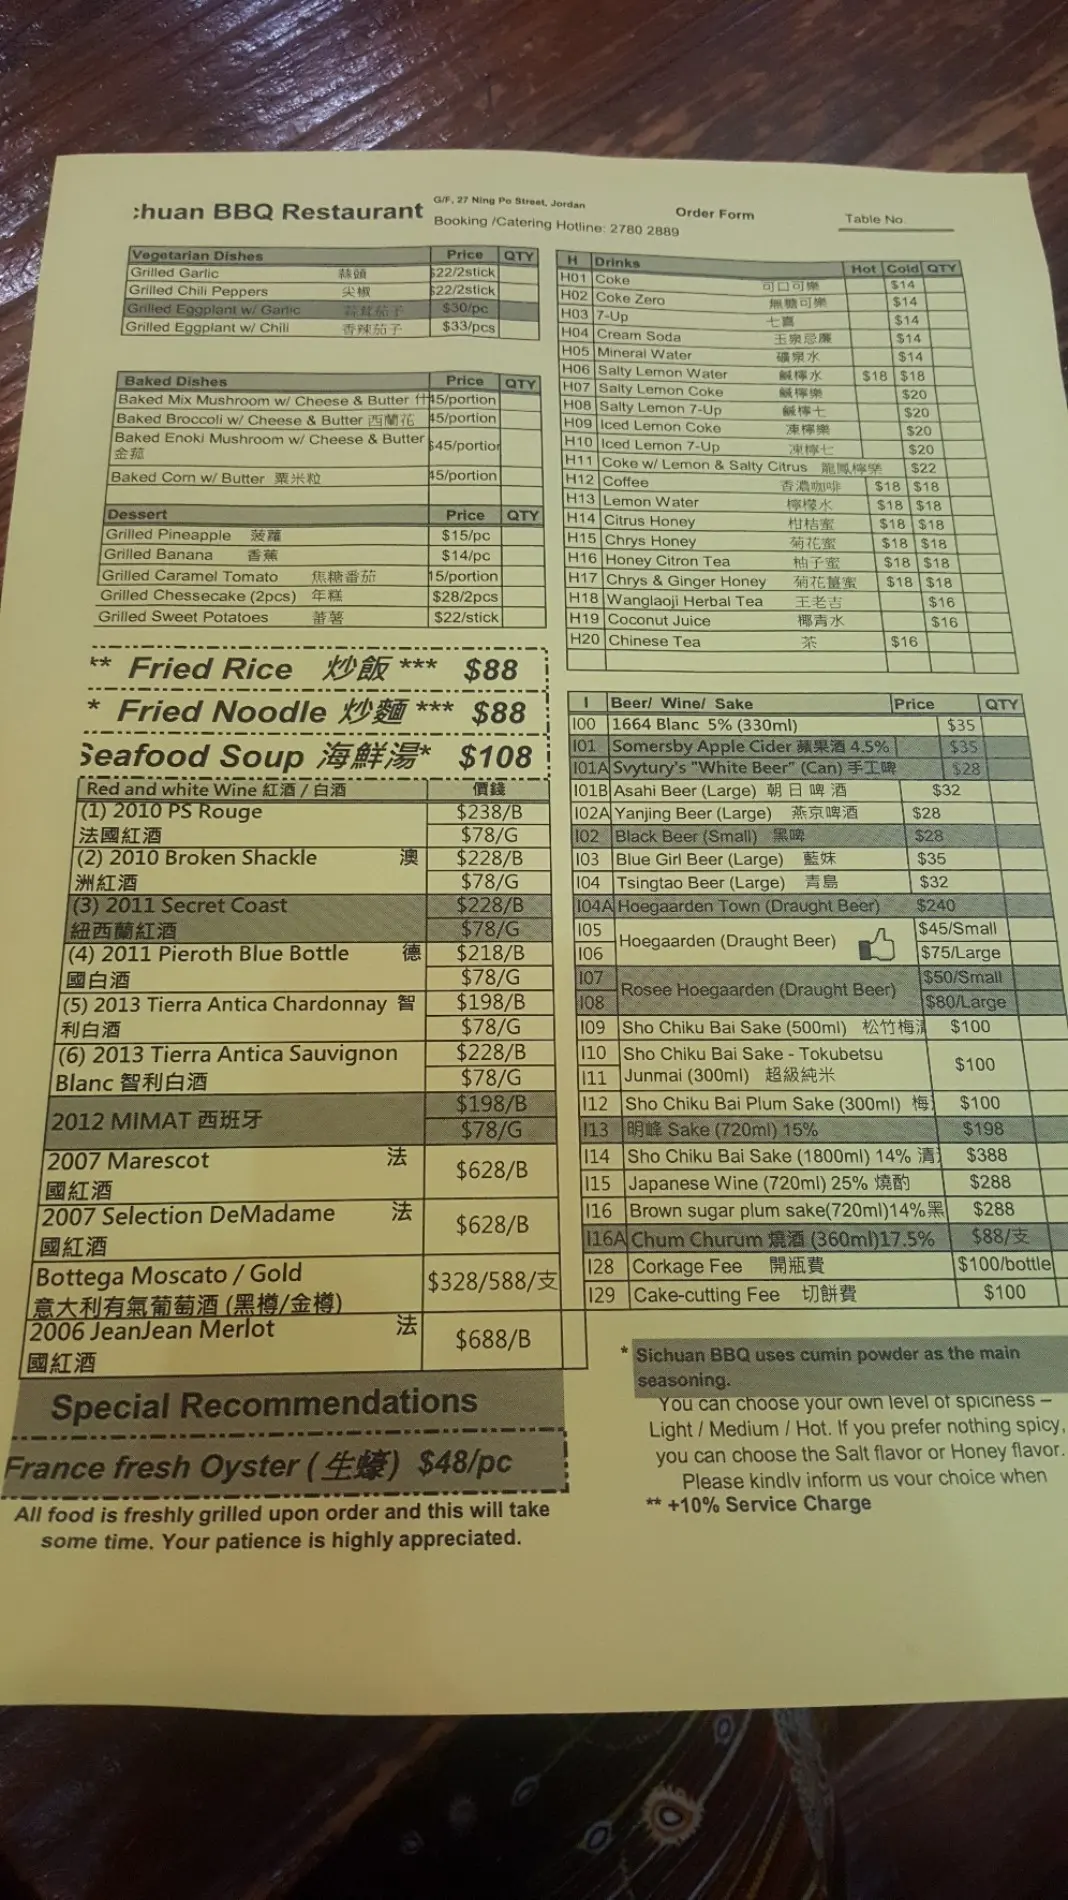 :huan BBQ Restaurant
G/F, 27 Ning Po Street, Jordan
Booking /Catering Hotline: 2780 2889
Order Form
Table No.
Vegetarian Dishes Price QTY
Grilled Garlic 蒜頭 $22/2stick
Grilled Chili Peppers 尖椒 $22/2stick
Grilled Eggplant w/ Garlic 蒜茸茄子 $30/pc
Grilled Eggplant w/ Chili 香辣茄子 $33/pcs
Baked Dishes Price QTY
Baked Mix Mushroom w/ Cheese & Butter 什 45/portion
Baked Broccoli w/ Cheese & Butter 西蘭花 45/portion
Baked Enoki Mushroom w/ Cheese & Butter $45/portion
金菇
Baked Corn w/ Butter 粟米粒 45/portion
Dessert Price QTY
Grilled Pineapple 菠蘿 $15/pc
Grilled Banana 香蕉 $14/pc
Grilled Caramel Tomato 焦糖番茄 15/portion
Grilled Chessecake (2pcs) 年糕 $28/2pcs
Grilled Sweet Potatoes 蕃薯 $22/stick
** Fried Rice 炒飯 *** $88
* Fried Noodle 炒麵 *** $88
Seafood Soup 海鮮湯* $108
Red and white Wine 紅酒 / 白酒 價錢
(1) 2010 PS Rouge $238/B
法國紅酒 $78/G
(2) 2010 Broken Shackle 澳 $228/B
洲紅酒 $78/G
(3) 2011 Secret Coast $228/B
紐西蘭紅酒 $78/G
(4) 2011 Pieroth Blue Bottle 德 $218/B
國白酒 $78/G
(5) 2013 Tierra Antica Chardonnay 智 $198/B
利白酒 $78/G
(6) 2013 Tierra Antica Sauvignon $228/B
Blanc 智利白酒 $78/G
2012 MIMAT 西班牙 $198/B
$78/G
2007 Marescot 法 $628/B
國紅酒
2007 Selection DeMadame 法 $628/B
國紅酒
Bottega Moscato / Gold $328/588/支
意大利有氣葡萄酒 (黑樽/金樽)
2006 JeanJean Merlot 法 $688/B
國紅酒
Special Recommendations
France fresh Oyster (生蠔) $48/pc
All food is freshly grilled upon order and this will take
some time. Your patience is highly appreciated.
H Drinks Hot Cold QTY
H01 Coke 可口可樂 $14
H02 Coke Zero 無糖可樂 $14
H03 7-Up 七喜 $14
H04 Cream Soda 玉泉忌廉 $14
H05 Mineral Water 礦泉水 $14
H06 Salty Lemon Water 鹹檸水 $18 $18
H07 Salty Lemon Coke 鹹檸樂 $20
H08 Salty Lemon 7-Up 鹹檸七 $20
H09 Iced Lemon Coke 凍檸樂 $20
H10 Iced Lemon 7-Up 凍檸七 $20
H11 Coke w/ Lemon & Salty Citrus 龍鳳檸樂 $22
H12 Coffee 香濃咖啡 $18 $18
H13 Lemon Water 檸檬水 $18 $18
H14 Citrus Honey 柑桔蜜 $18 $18
H15 Chrys Honey 菊花蜜 $18 $18
H16 Honey Citron Tea 柚子蜜 $18 $18
H17 Chrys & Ginger Honey 菊花薑蜜 $18 $18
H18 Wanglaoji Herbal Tea 王老吉 $16
H19 Coconut Juice 椰青水 $16
H20 Chinese Tea 茶 $16
I Beer/ Wine/ Sake Price QTY
I00 1664 Blanc 5% (330ml) $35
I01 Somersby Apple Cider 蘋果酒 4.5% $35
I01A Svytury's "White Beer" (Can) 手工啤 $28
I01B Asahi Beer (Large) 朝日啤酒 $32
I02A Yanjing Beer (Large) 燕京啤酒 $28
I02 Black Beer (Small) 黑啤 $28
I03 Blue Girl Beer (Large) 藍妹 $35
I04 Tsingtao Beer (Large) 青島 $32
I04A Hoegaarden Town (Draught Beer) $240
I05 Hoegaarden (Draught Beer) $45/Small
I06 $75/Large
I07 Rosee Hoegaarden (Draught Beer) $50/Small
I08 $80/Large
I09 Sho Chiku Bai Sake (500ml) 松竹梅清 $100
I10 Sho Chiku Bai Sake - Tokubetsu $100
I11 Junmai (300ml) 超級純米
I12 Sho Chiku Bai Plum Sake (300ml) 梅 $100
I13 明峰 Sake (720ml) 15% $198
I14 Sho Chiku Bai Sake (1800ml) 14% 清 $388
I15 Japanese Wine (720ml) 25% 燒酌 $288
I16 Brown sugar plum sake(720ml)14%黑 $288
I16A Chum Churum 燒酒 (360ml)17.5% $88/支
I28 Corkage Fee 開瓶費 $100/bottle
I29 Cake-cutting Fee 切餅費 $100
* Sichuan BBQ uses cumin powder as the main
seasoning.
You can choose your own level of spiciness –
Light / Medium / Hot. If you prefer nothing spicy,
you can choose the Salt flavor or Honey flavor.
Please kindly inform us your choice when
** +10% Service Charge